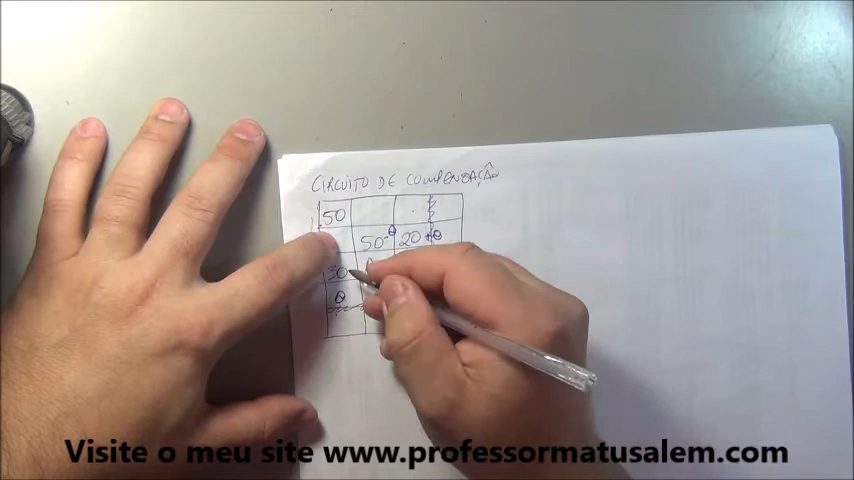 CIRCUITO DE COMPENSAÇÃO
50
50-θ 20+θ
30
θ
Visite o meu site www.professormatusalem.com